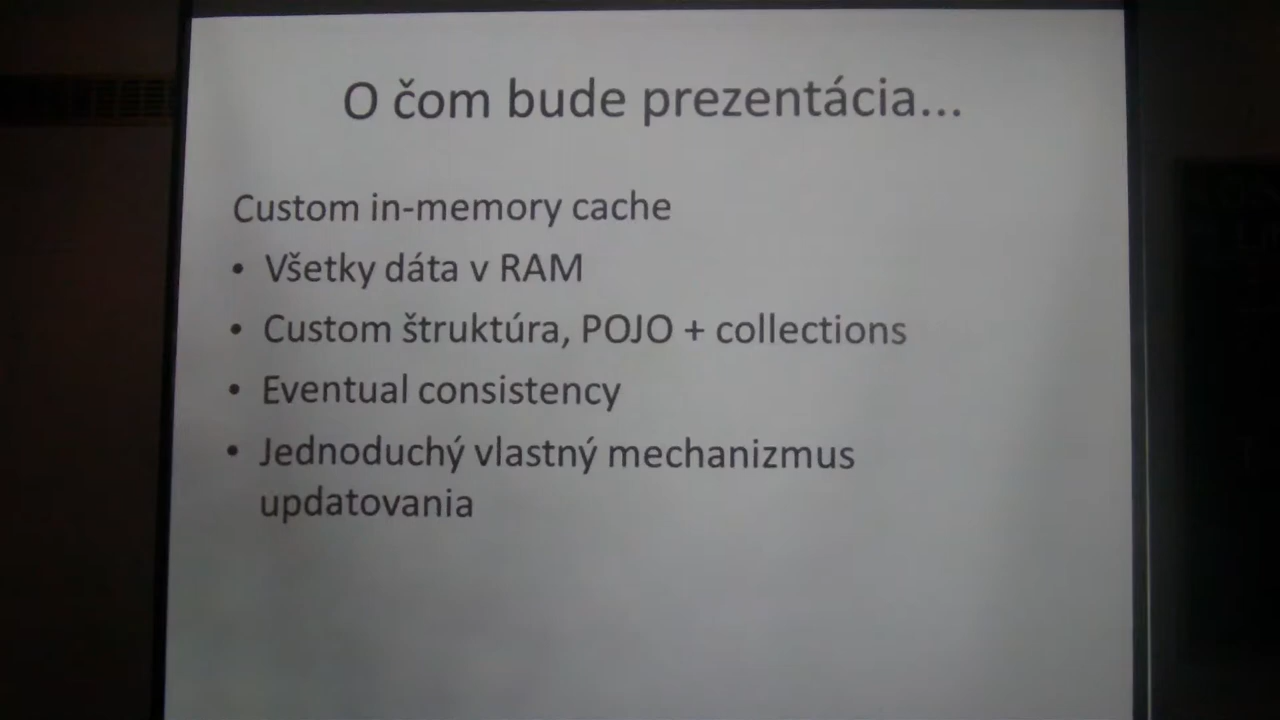 O čom bude prezentácia...
Custom in-memory cache
• Všetky dáta v RAM
• Custom štruktúra, POJO + collections
• Eventual consistency
• Jednoduchý vlastný mechanizmus
updatovania